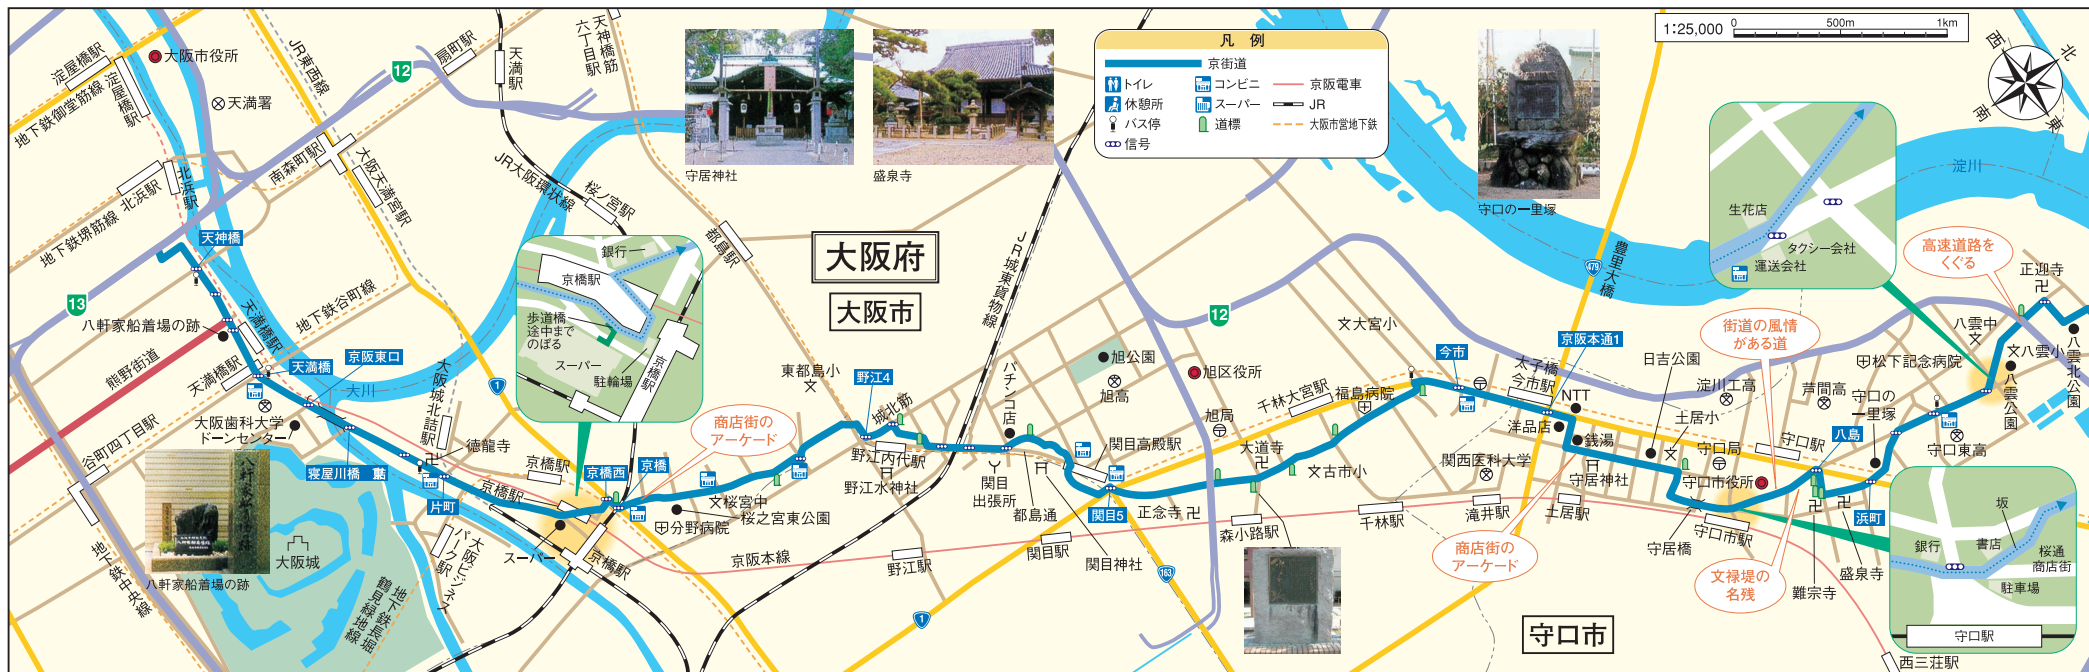 淀屋橋駅
大阪市役所
地下鉄御堂筋線
淀屋橋駅
天満署
JR東西線
12
扇町駅
天満駅
天神橋筋
六丁目駅
南森町駅
大阪天満宮駅
JR大阪環状線
桜ノ宮駅
都島駅
地下鉄堺筋線
北浜駅
北浜駅
天神橋
13
八軒家船着場の跡
天満橋駅
地下鉄谷町線
熊野街道
天満橋駅
天満橋
京阪東口
大川
大阪歯科大学
ドーンセンター
谷町四丁目駅
寝屋川橋
大阪城北詰駅
徳龍寺
片町
八軒家船着場の跡
大阪城
地下鉄中央線
地下鉄長堀
鶴見緑地線
大阪ビジネス
パーク駅
1
銀行
京橋駅
歩道橋
途中まで
のぼる
スーパー
駐輪場
京橋駅
京橋駅
京橋駅
京橋西
京橋
スーパー
京橋駅
商店街の
アーケード
文桜宮中
桜之宮東公園
分野病院
京阪本線
守居神社
盛泉寺
大阪府
大阪市
東都島小
文
野江4
城北筋
野江内代駅
野江水神社
野江駅
1
JR城東貨物線
パチンコ店
関目
出張所
都島通
関目駅
関目神社
関目高殿駅
関目5
正念寺
163
旭公園
旭高
旭区役所
12
旭局
森小路駅
大道寺
文古市小
千林大宮駅
文大宮小
福島病院
千林駅
関西医科大学
滝井駅
凡例
京街道
トイレ
コンビニ
京阪電車
休憩所
スーパー
JR
バス停
道標
大阪市営地下鉄
信号
守口の一里塚
1:25,000
0
500m
1km
北
東
南
西
淀川
479
豊里大橋
今市
太子橋
今市駅
京阪本通1
NTT
洋品店
銭湯
守居神社
土居駅
商店街の
アーケード
日吉公園
土居小
文
淀川工高
街道の風情
がある道
守口局
守口市役所
守居橋
守口市駅
文禄堤の
名残
守口駅
芦間高
八島
難宗寺
盛泉寺
浜町
守口の
一里塚
松下記念病院
八雲中
文
文八雲小
八雲公園
守口東高
八雲北公園
正迎寺
高速道路を
くぐる
生花店
タクシー会社
運送会社
坂
銀行
書店
桜通
商店街
駐車場
守口駅
西三荘駅
守口市